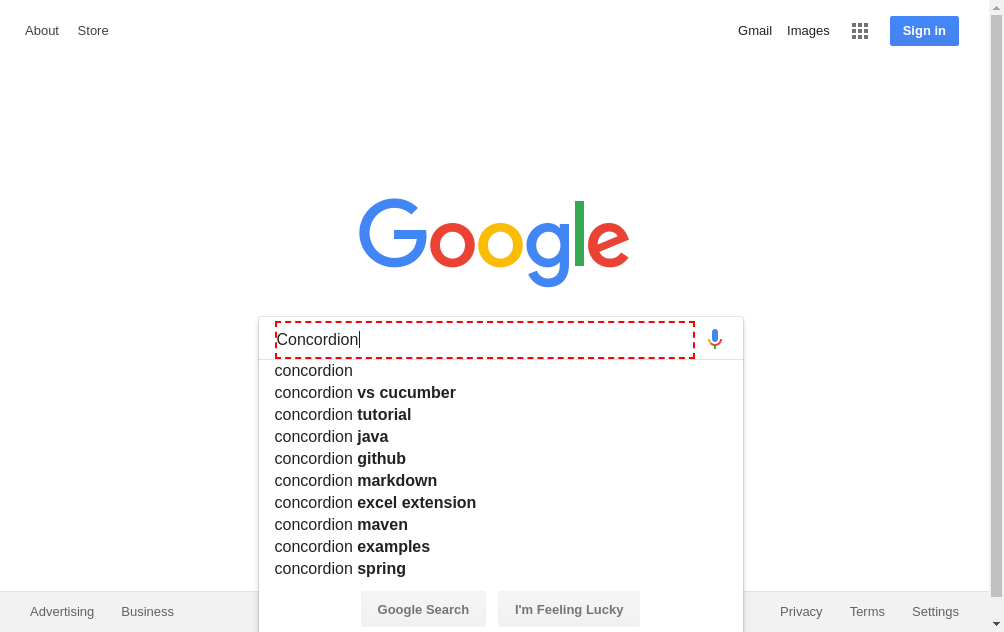 About Store Gmail Images Sign in
Google
Concordion
concordion
concordion vs cucumber
concordion tutorial
concordion java
concordion github
concordion markdown
concordion excel extension
concordion maven
concordion examples
concordion spring
Google Search I'm Feeling Lucky
Advertising Business Privacy Terms Settings